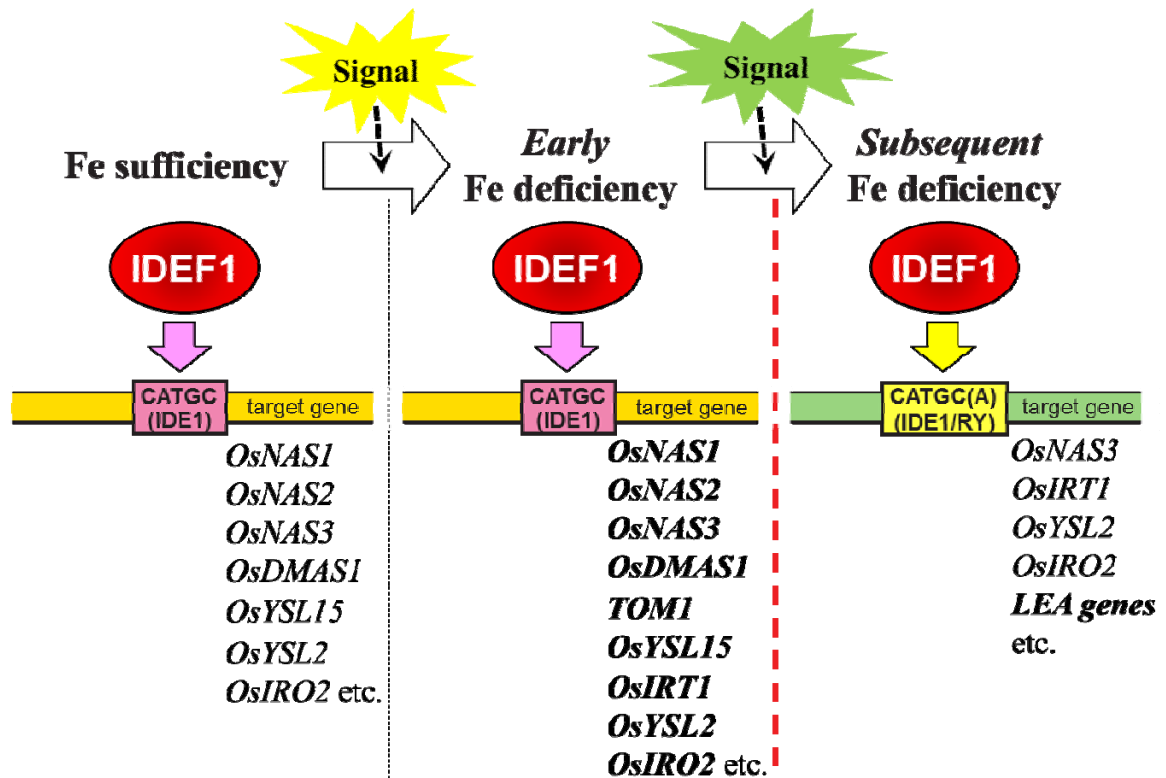 Signal
Signal
Fe sufficiency
Early
Fe deficiency
Subsequent
Fe deficiency
IDEF1
IDEF1
IDEF1
CATGC
(IDE1)
target gene
CATGC
(IDE1)
target gene
CATGC(A)
(IDE1/RY)
target gene
OsNAS1
OsNAS2
OsNAS3
OsDMAS1
OsYSL15
OsYSL2
OsIRO2 etc.
OsNAS1
OsNAS2
OsNAS3
OsDMAS1
TOM1
OsYSL15
OsIRT1
OsYSL2
OsIRO2 etc.
OsNAS3
OsIRT1
OsYSL2
OsIRO2
LEA genes
etc.